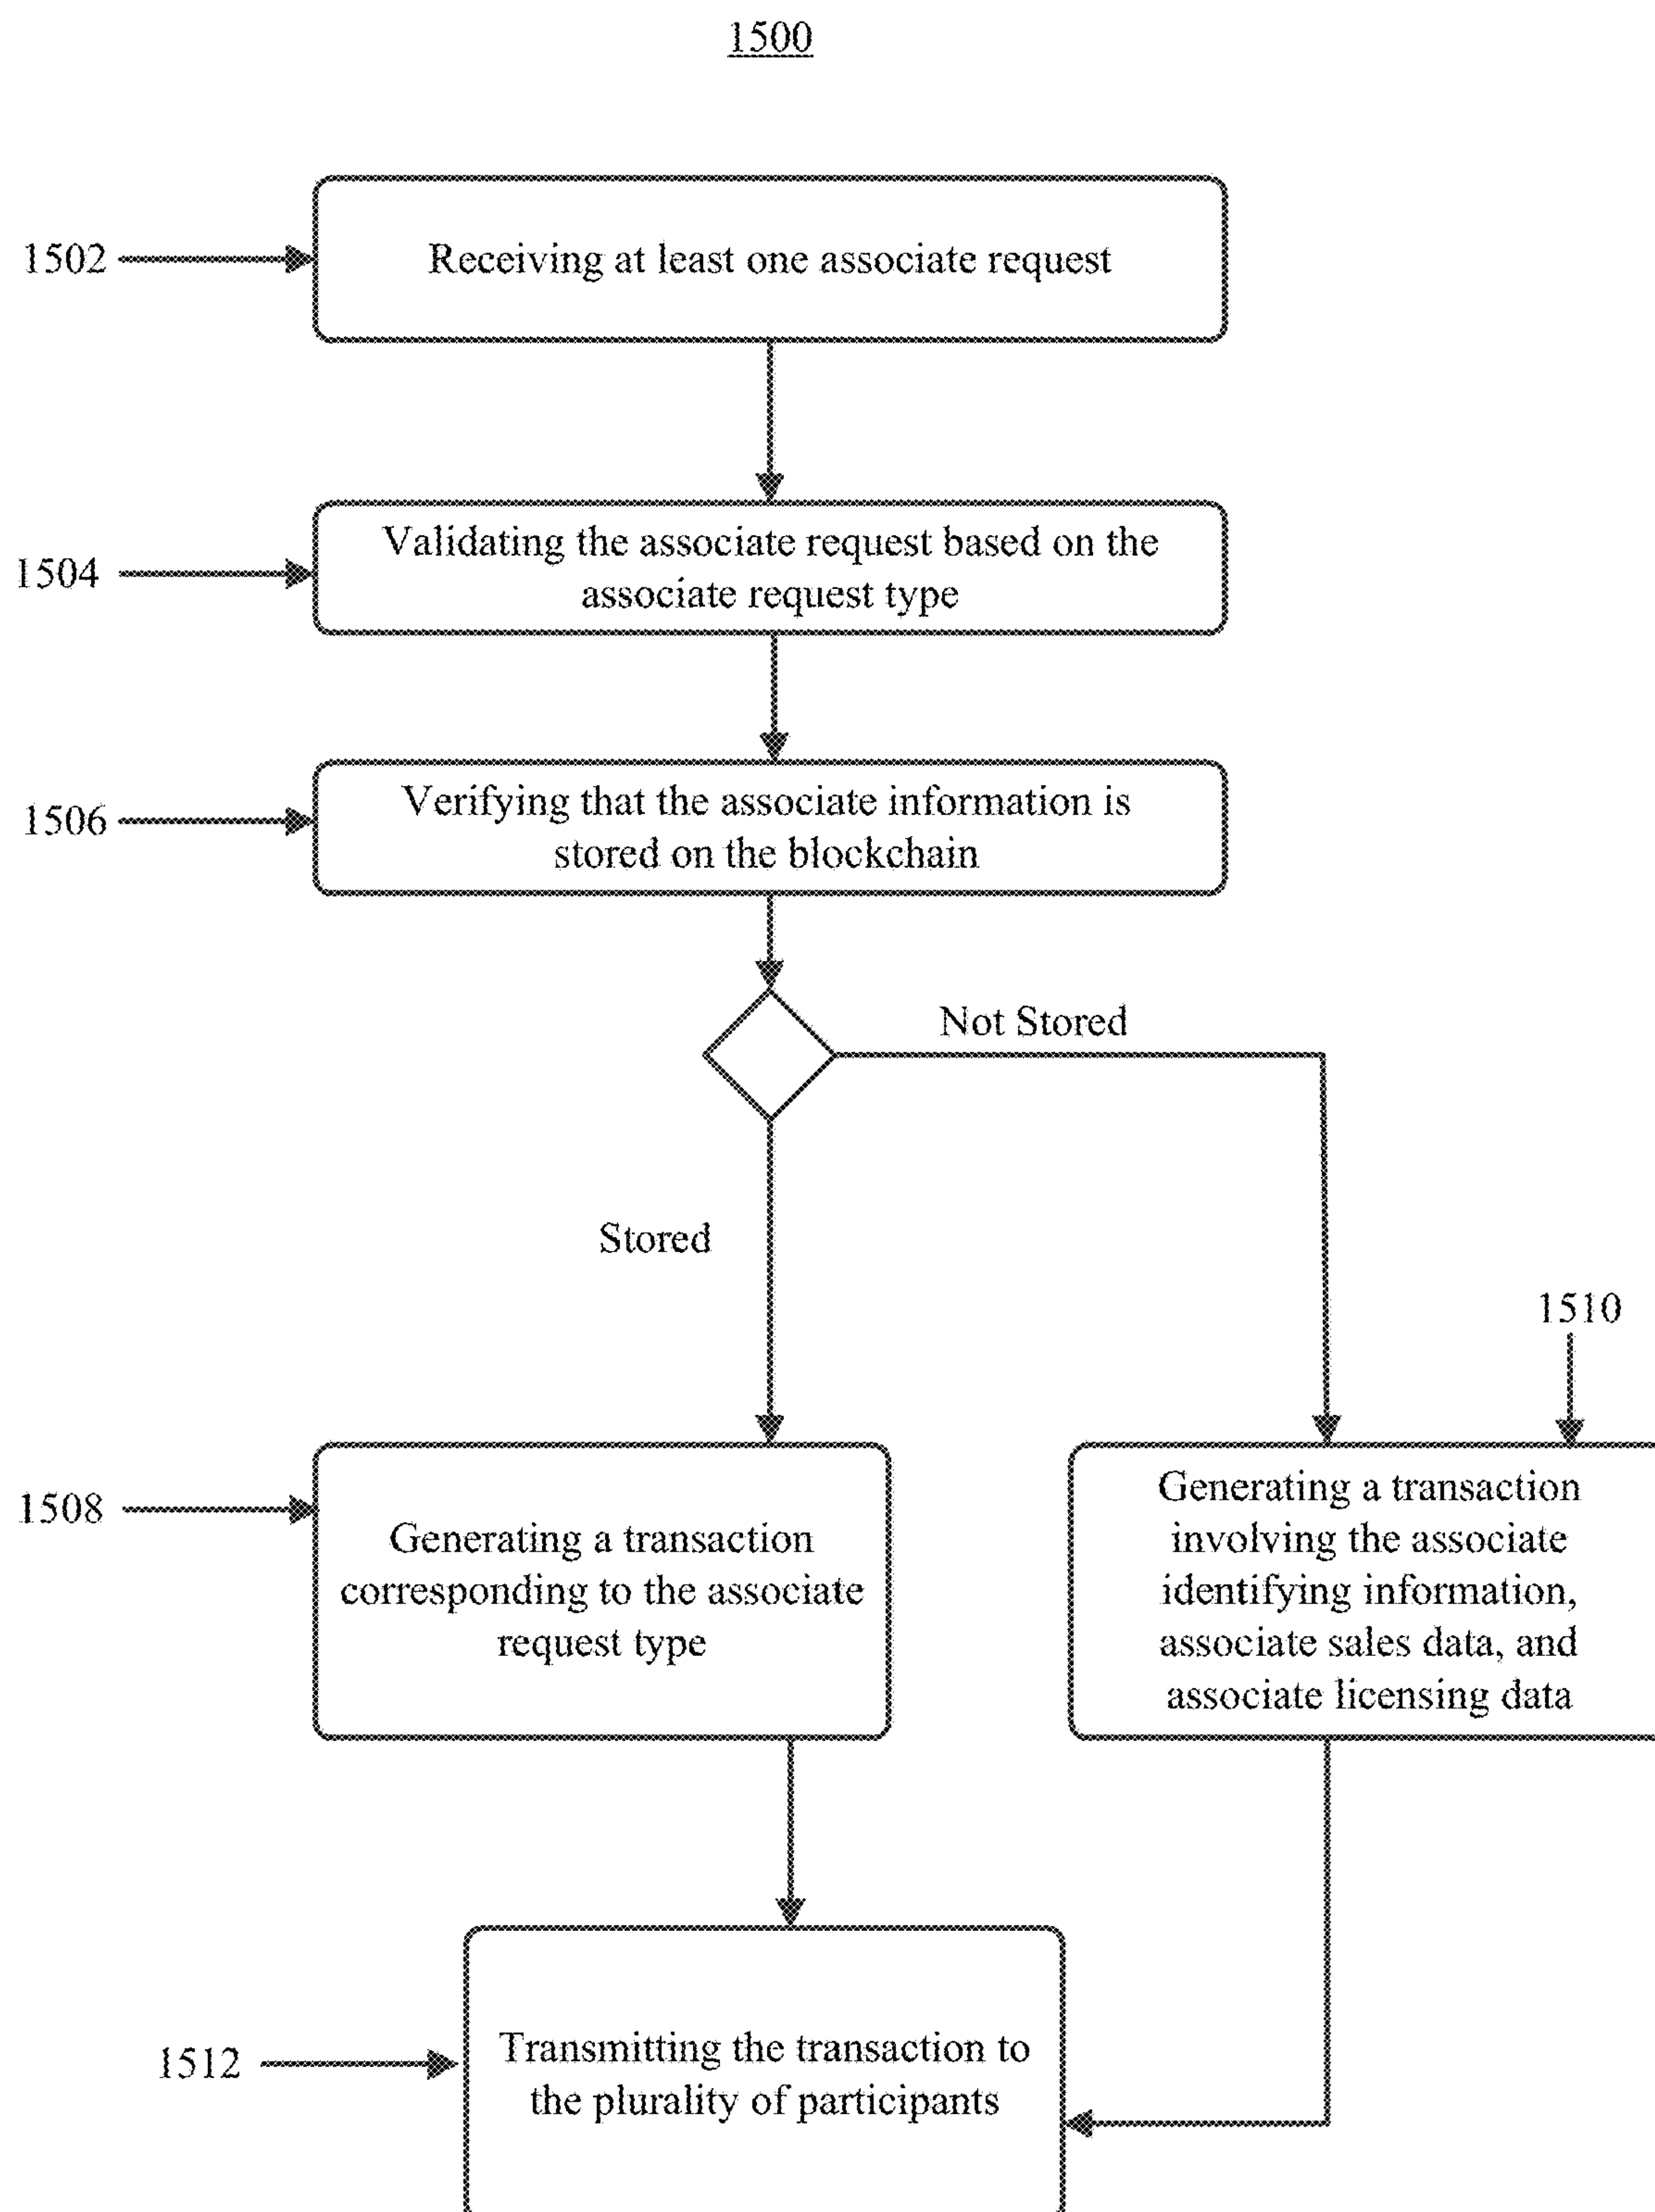 1500
1502
Receiving at least one associate request
1504
Validating the associate request based on the
associate request type
1506
Verifying that the associate information is
stored on the blockchain
Not Stored
Stored
1510
1508
Generating a transaction
corresponding to the associate
request type
Generating a transaction
involving the associate
identifying information,
associate sales data, and
associate licensing data
1512
Transmitting the transaction to
the plurality of participants